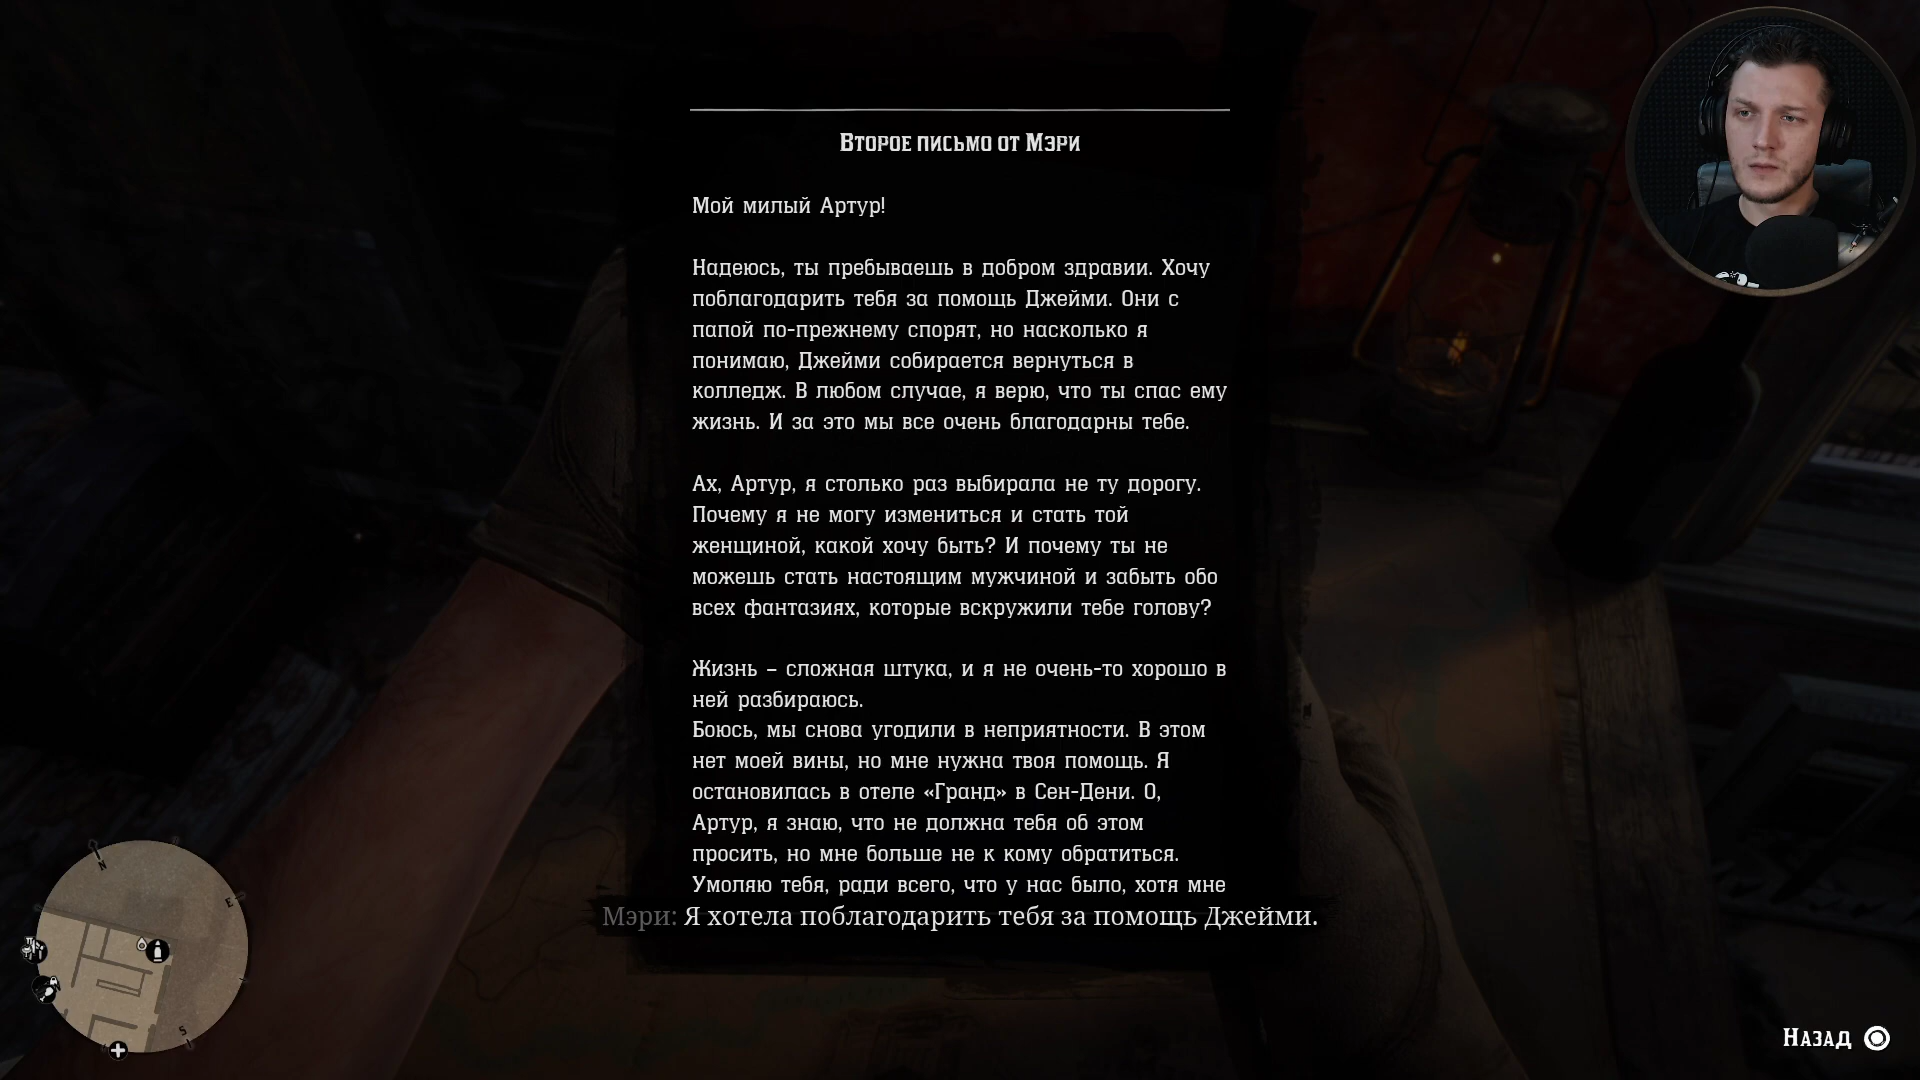 Второе письмо от Мэри
Мой милый Артур!
Надеюсь, ты пребываешь в добром здравии. Хочу
поблагодарить тебя за помощь Джейми. Они с
папой по-прежнему спорят, но насколько я
понимаю, Джейми собирается вернуться в
колледж. В любом случае, я верю, что ты спас ему
жизнь. И за это мы все очень благодарны тебе.
Ах, Артур, я столько раз выбирала не ту дорогу.
Почему я не могу измениться и стать той
женщиной, какой хочу быть? И почему ты не
можешь стать настоящим мужчиной и забыть обо
всех фантазиях, которые вскружили тебе голову?
Жизнь – сложная штука, и я не очень-то хорошо в
ней разбираюсь.
Боюсь, мы снова угодили в неприятности. В этом
нет моей вины, но мне нужна твоя помощь. Я
остановилась в отеле «Гранд» в Сен-Дени. О,
Артур, я знаю, что не должна тебя об этом
просить, но мне больше не к кому обратиться.
Умоляю тебя, ради всего, что у нас было, хотя мне
Мэри: Я хотела поблагодарить тебя за помощь Джейми.
N
E
S
Назад